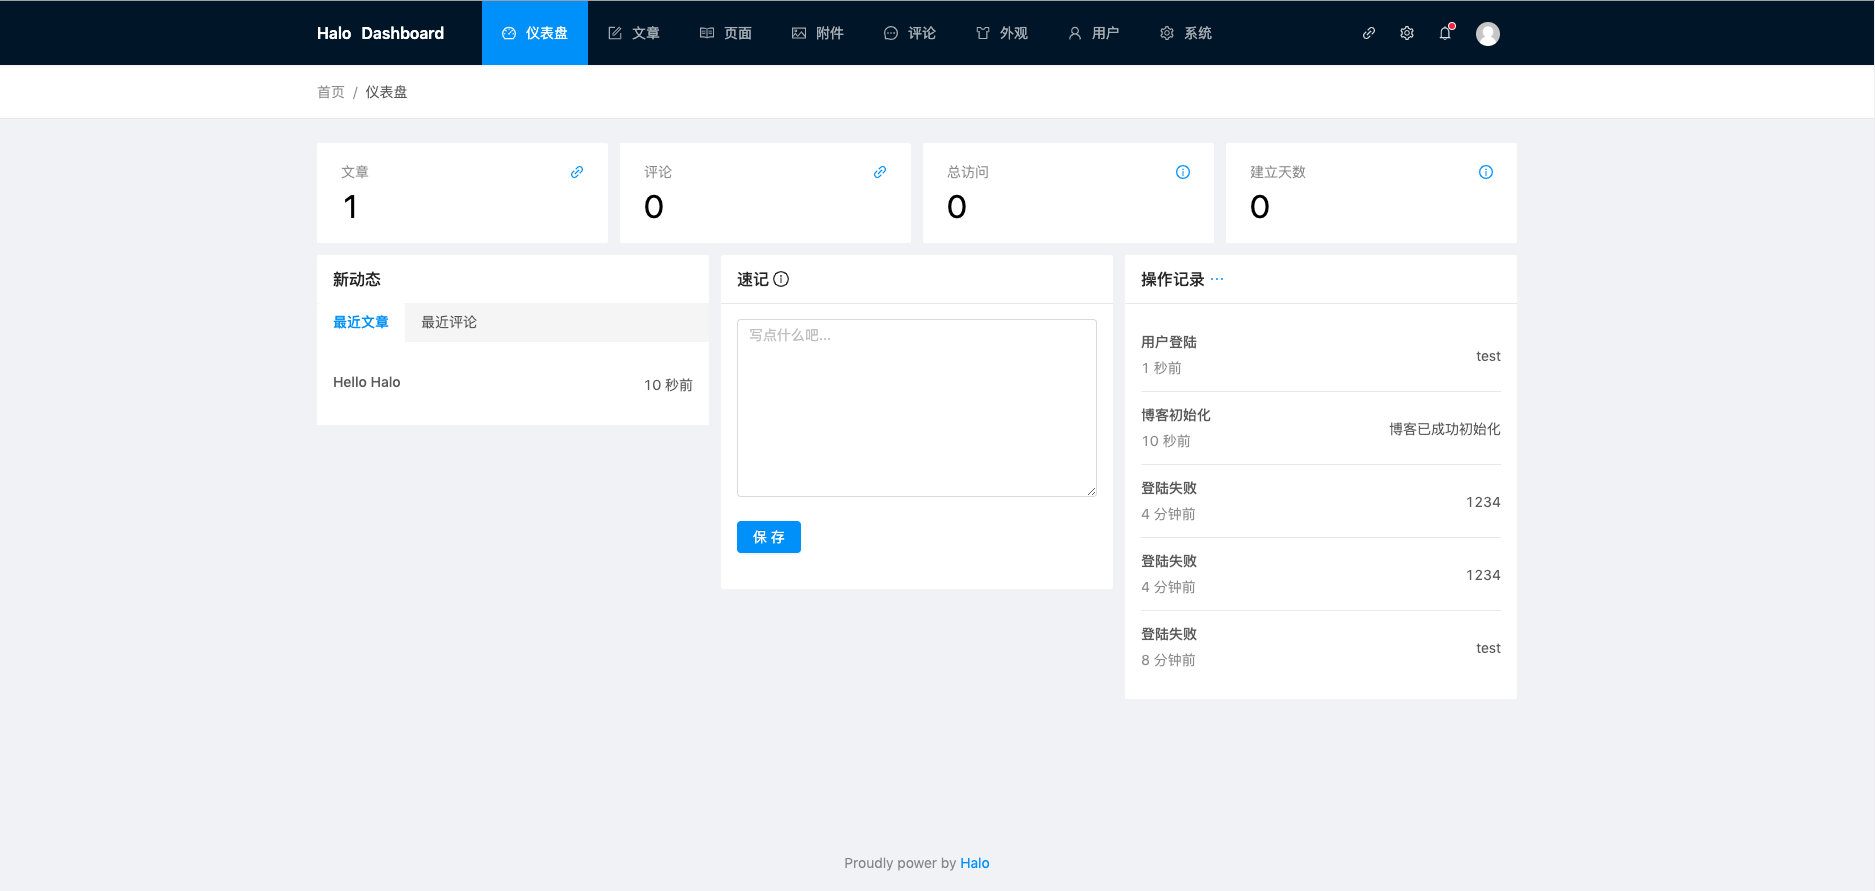 Halo Dashboard 仪表盘 文章 页面 附件 评论 外观 用户 系统
首页 / 仪表盘
文章
1
评论
0
总访问
0
建立天数
0
新动态
最近文章 最近评论
Hello Halo 10 秒前
速记
写点什么吧...
保 存
操作记录 ···
用户登陆
1 秒前
test
博客初始化
10 秒前
博客已成功初始化
登陆失败
4 分钟前
1234
登陆失败
4 分钟前
1234
登陆失败
8 分钟前
test
Proudly power by Halo